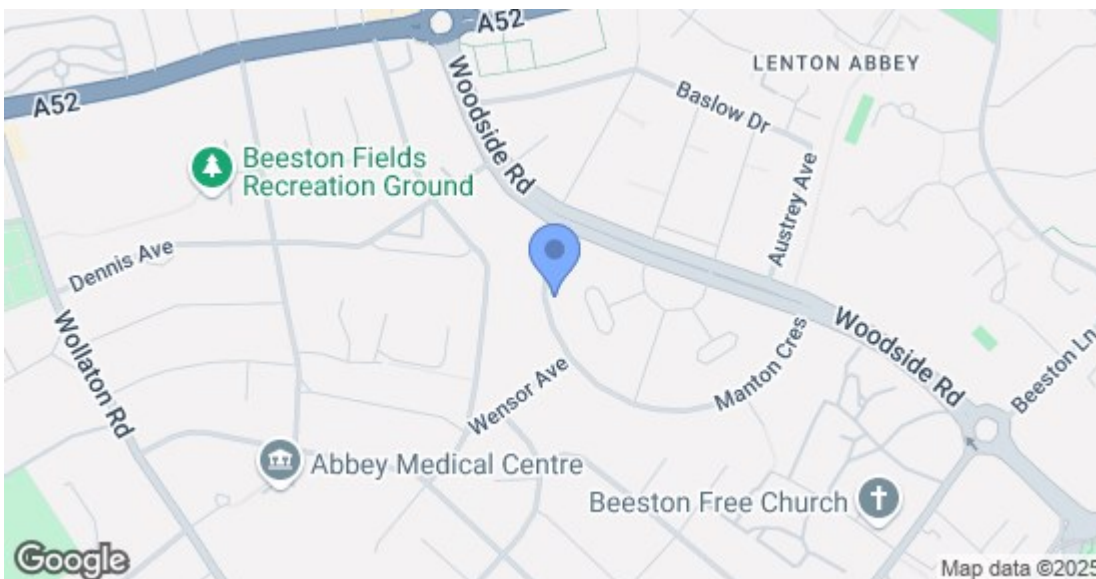 A52
A52
LENTON ABBEY
Woodside Rd
Baslow Dr
Beeston Fields
Recreation Ground
Austrey Ave
Dennis Ave
Wollaton Rd
Woodside Rd
Manton Cres
Beeston Ln
Wensor Ave
Abbey Medical Centre
Beeston Free Church
Google
Map data ©2025